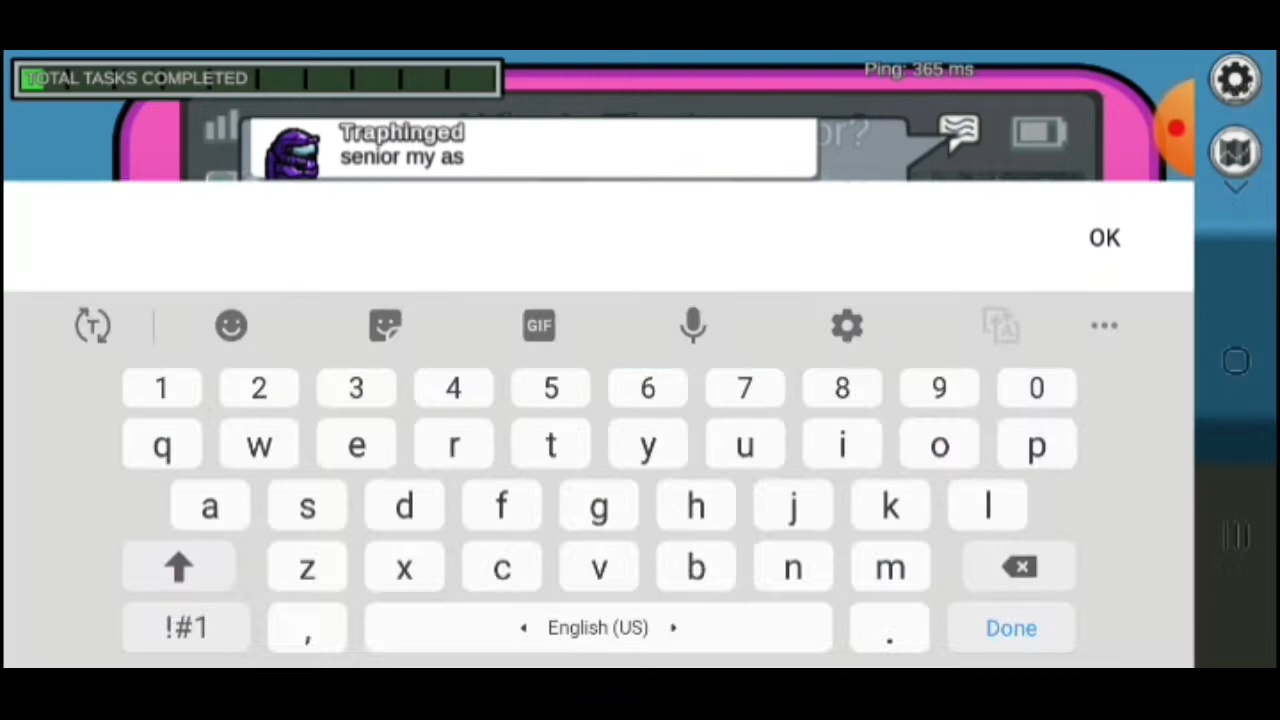 TOTAL TASKS COMPLETED
Ping: 365 ms
or?
Traphinged
senior my as
OK
T
GIF
A
1 2 3 4 5 6 7 8 9 0
q w e r t y u i o p
a s d f g h j k l
z x c v b n m
!#1 , English (US) . Done